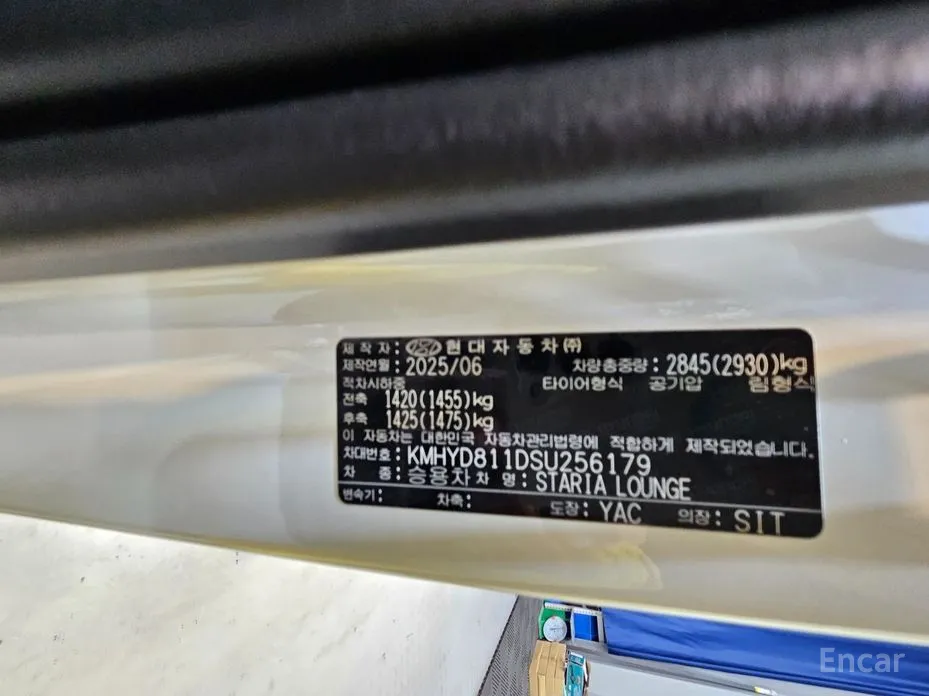 제 작 자 : 현대자동차㈜
제작연월 : 2025/06 차량총중량 : 2845(2930)kg
적차시하중 타이어형식 공기압 림형식
전축 1420(1455)kg
후축 1425(1475)kg
이 자동차는 대한민국 자동차관리법령에 적합하게 제작되었습니다.
차대번호 : KMHYD811DSU256179
차 종 : 승용차 차 명 : STARIA LOUNGE
변속기 : 차축 : 도장 : YAC 의장 : SIT
Encar